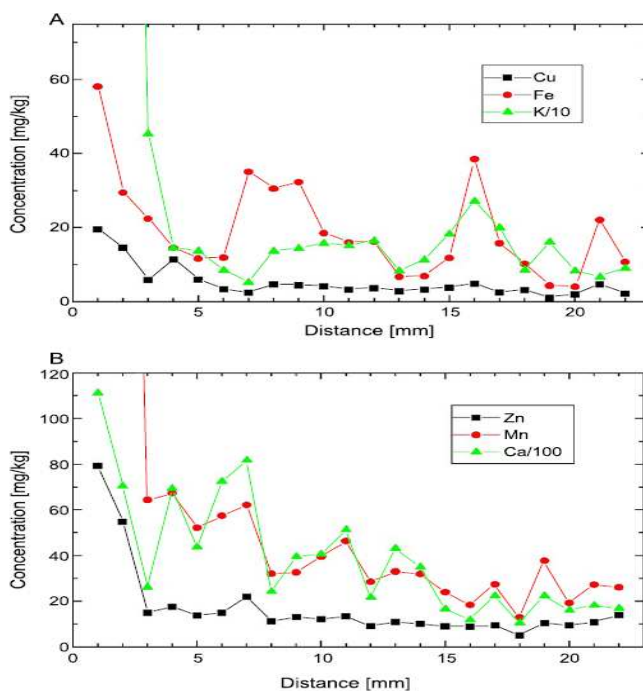 A
Concentration [mg/kg]
60
40
20
0
Cu
Fe
K/10
0
5
10
15
20
Distance [mm]
B
Concentration [mg/kg]
120
100
80
60
40
20
0
Zn
Mn
Ca/100
0
5
10
15
20
Distance [mm]